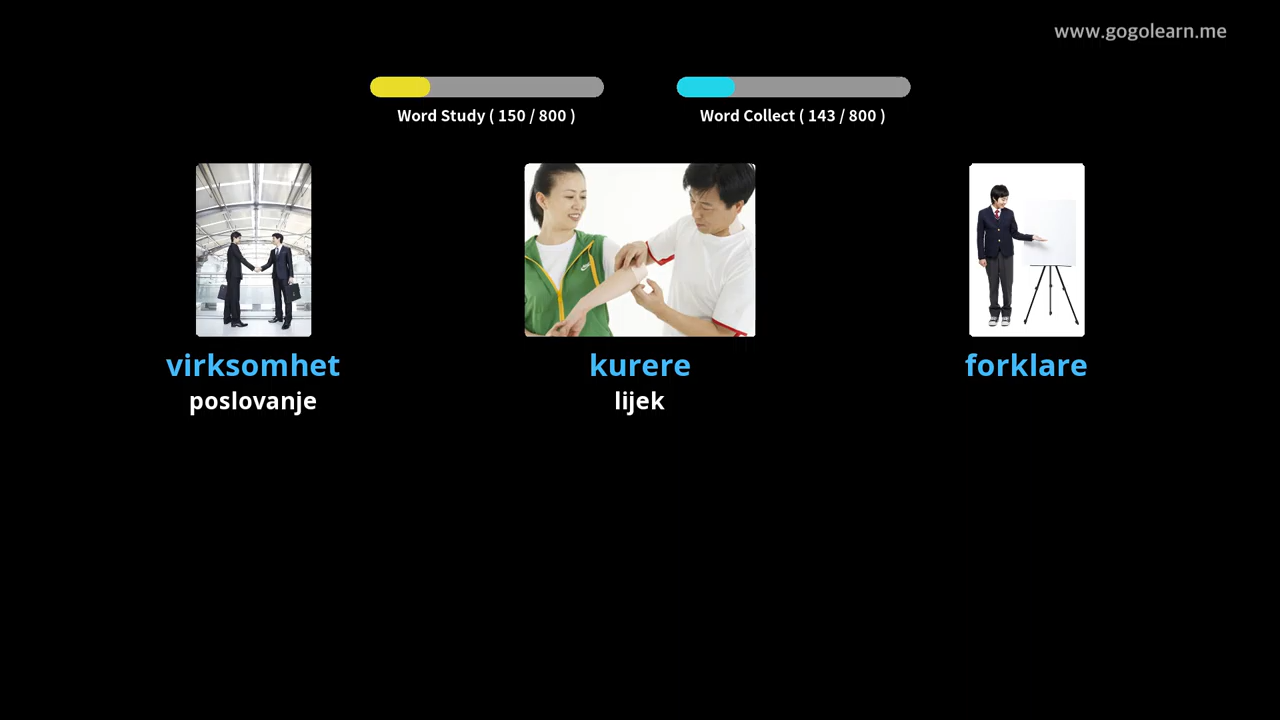 www.gogolearn.me
Word Study ( 150 / 800 )
Word Collect ( 143 / 800 )
virksomhet
poslovanje
kurere
lijek
forklare